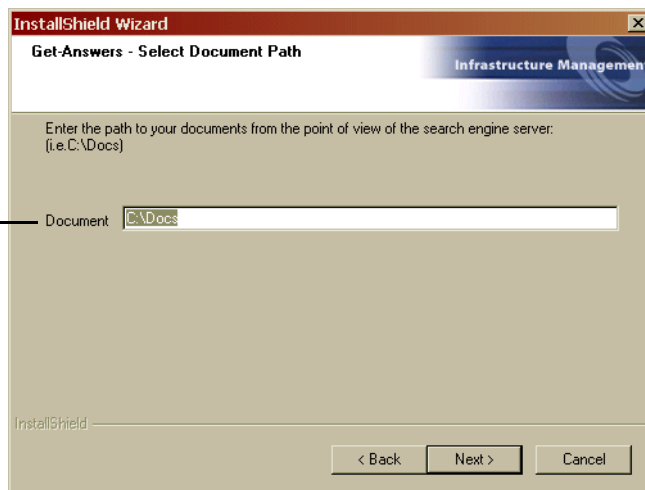 InstallShield Wizard
Get-Answers - Select Document Path
Infrastructure Managemen
Enter the path to your documents from the point of view of the search engine server:
(i.e.C:\Docs)
Document C:\Docs
InstallShield
< Back Next > Cancel